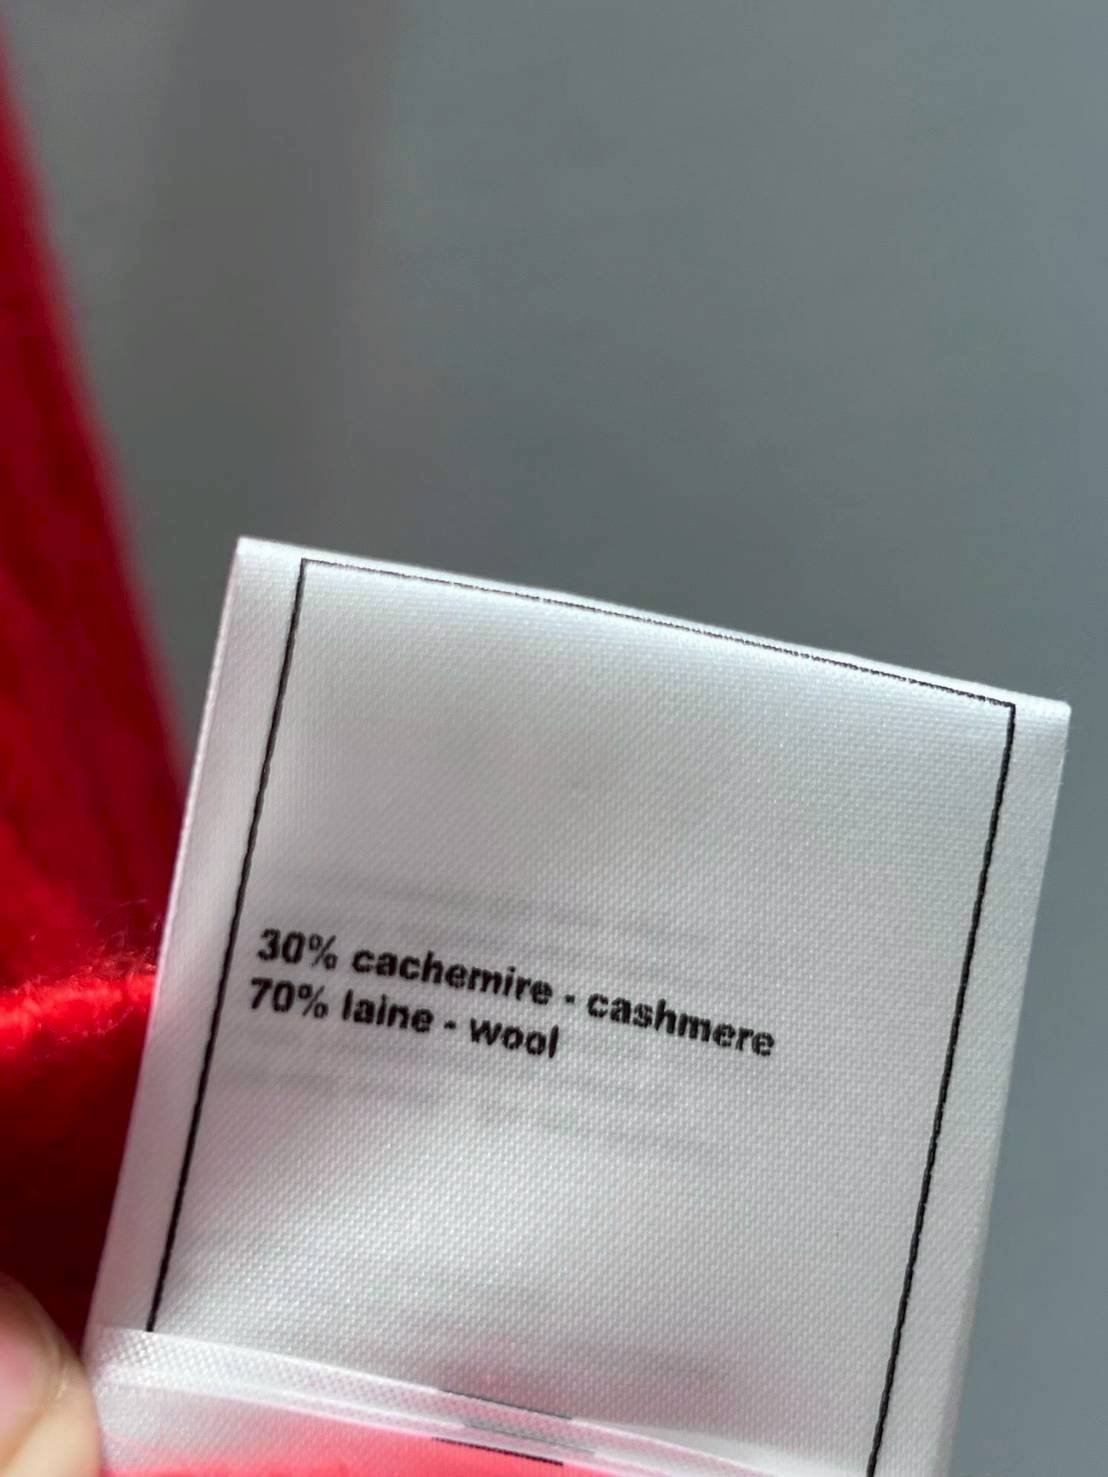 30% cachemire - cashmere
70% laine - wool